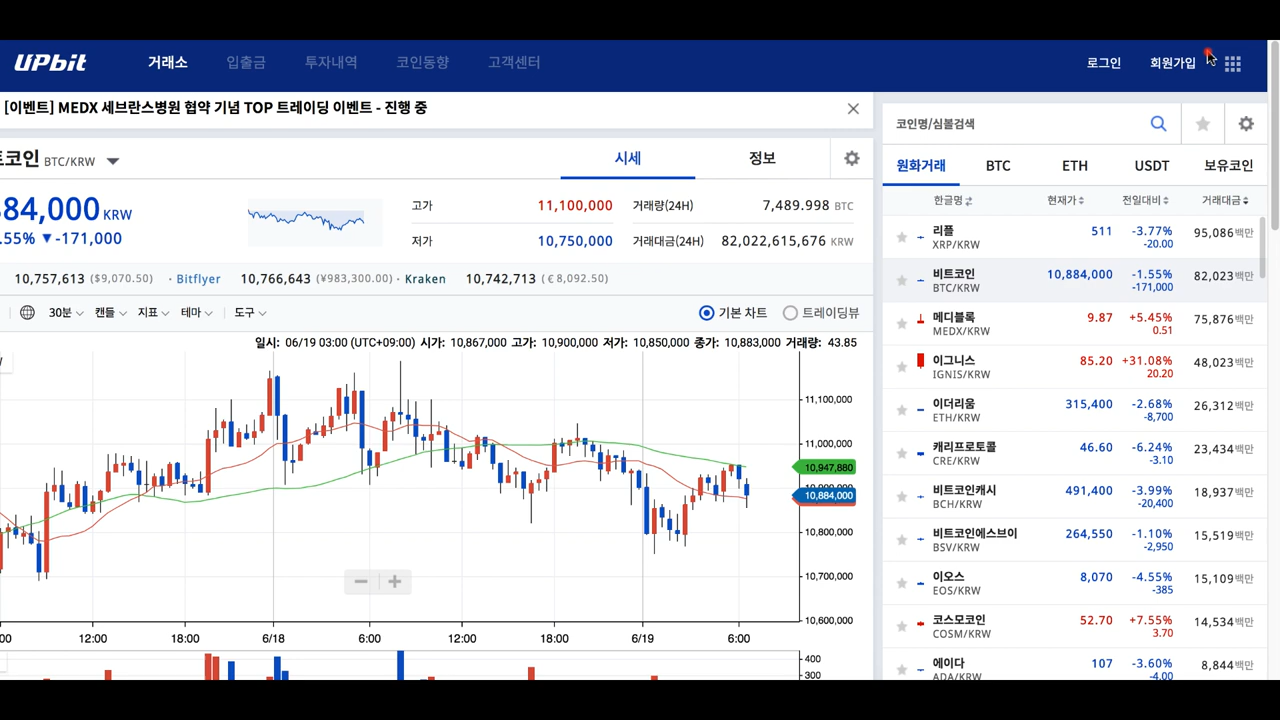 UPbit 거래소 입출금 투자내역 코인동향 고객센터 로그인 회원가입
[이벤트] MEDX 세브란스병원 협약 기념 TOP 트레이딩 이벤트 - 진행 중
트코인 BTC/KRW 시세 정보
84,000 KRW
.55% ▼-171,000
고가 11,100,000 거래량(24H) 7,489.998 BTC
저가 10,750,000 거래대금(24H) 82,022,615,676 KRW
10,757,613 ($9,070.50) · Bitflyer 10,766,643 (¥983,300.00) · Kraken 10,742,713 (€8,092.50)
30분 캔들 지표 테마 도구 기본 차트 트레이딩뷰
일시: 06/19 03:00 (UTC+09:00) 시가: 10,867,000 고가: 10,900,000 저가: 10,850,000 종가: 10,883,000 거래량: 43.85
11,100,000
11,000,000
10,947,880
10,884,000
10,800,000
10,700,000
10,600,000
:00 12:00 18:00 6/18 6:00 12:00 18:00 6/19 6:00
400
300
코인명/심볼검색
원화거래 BTC ETH USDT 보유코인
한글명 현재가 전일대비 거래대금
리플 511 -3.77% 95,086백만
XRP/KRW -20.00
비트코인 10,884,000 -1.55% 82,023백만
BTC/KRW -171,000
메디블록 9.87 +5.45% 75,876백만
MEDX/KRW 0.51
이그니스 85.20 +31.08% 48,023백만
IGNIS/KRW 20.20
이더리움 315,400 -2.68% 26,312백만
ETH/KRW -8,700
캐리프로토콜 46.60 -6.24% 23,434백만
CRE/KRW -3.10
비트코인캐시 491,400 -3.99% 18,937백만
BCH/KRW -20,400
비트코인에스브이 264,550 -1.10% 15,519백만
BSV/KRW -2,950
이오스 8,070 -4.55% 15,109백만
EOS/KRW -385
코스모코인 52.70 +7.55% 14,534백만
COSM/KRW 3.70
에이다 107 -3.60% 8,844백만
ADA/KRW -4.00